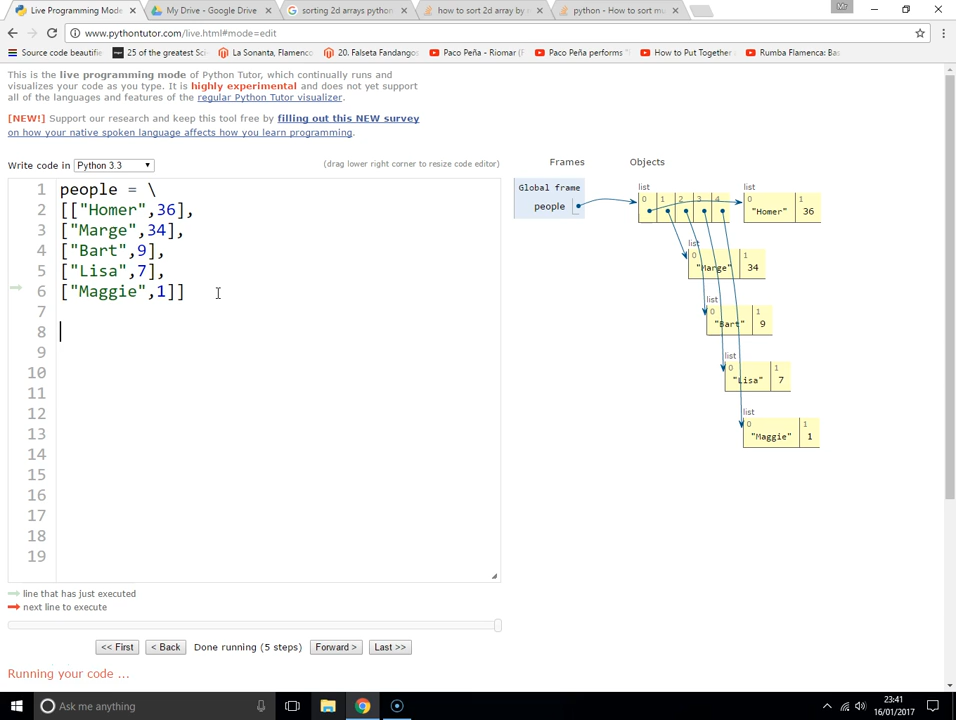 Live Programming Mode
My Drive - Google Drive
sorting 2d arrays python
how to sort 2d array by
python - How to sort mu
Mr
www.pythontutor.com/live.html#mode=edit
Source code beautifie
25 of the greatest Sci
La Sonanta, Flamenco
20. Falseta Fandangos
Paco Peña - Riomar (F
Paco Peña performs "
How to Put Together
Rumba Flamenca: Bas
This is the live programming mode of Python Tutor, which continually runs and
visualizes your code as you type. It is highly experimental and does not yet support
all of the languages and features of the regular Python Tutor visualizer.
[NEW!] Support our research and keep this tool free by filling out this NEW survey
on how your native spoken language affects how you learn programming.
Write code in Python 3.3
(drag lower right corner to resize code editor)
1 people = \
2 [["Homer",36],
3 ["Marge",34],
4 ["Bart",9],
5 ["Lisa",7],
6 ["Maggie",1]]
7
8
9
10
11
12
13
14
15
16
17
18
19
Frames
Objects
Global frame
people
list
0 1 2 3 4
list
0 1
"Homer" 36
list
0 1
"Marge" 34
list
0 1
"Bart" 9
list
0 1
"Lisa" 7
list
0 1
"Maggie" 1
line that has just executed
next line to execute
<< First
< Back
Done running (5 steps)
Forward >
Last >>
Running your code ...
Ask me anything
23:41
16/01/2017